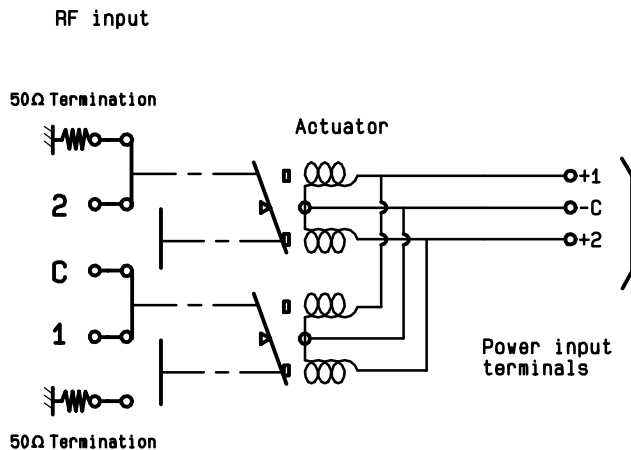 RF input
50Ω Termination
Actuator
+1
2
-C
+2
C
1
Power input
terminals
50Ω Termination